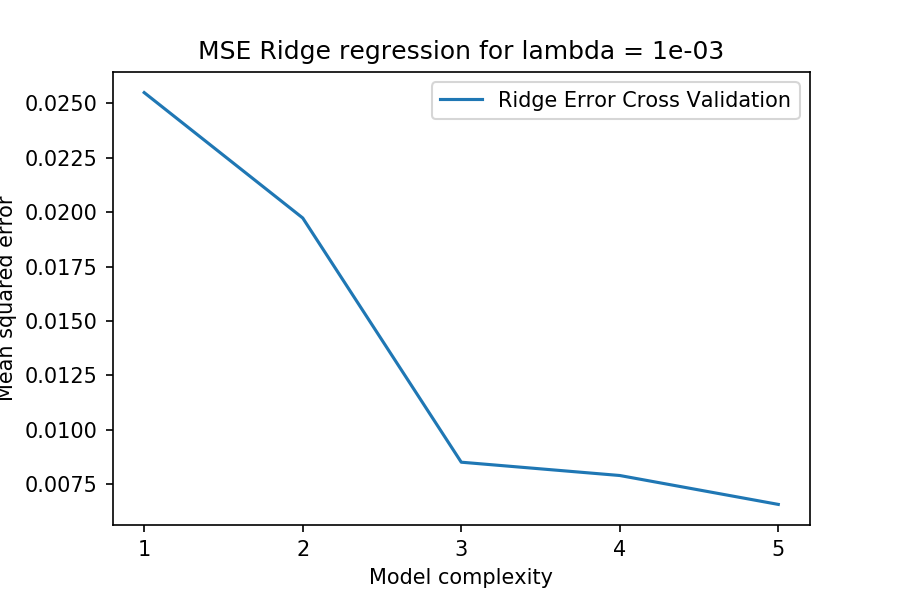 MSE Ridge regression for lambda = 1e-03
Ridge Error Cross Validation
Mean squared error
0.0250
0.0225
0.0200
0.0175
0.0150
0.0125
0.0100
0.0075
1 2 3 4 5
Model complexity